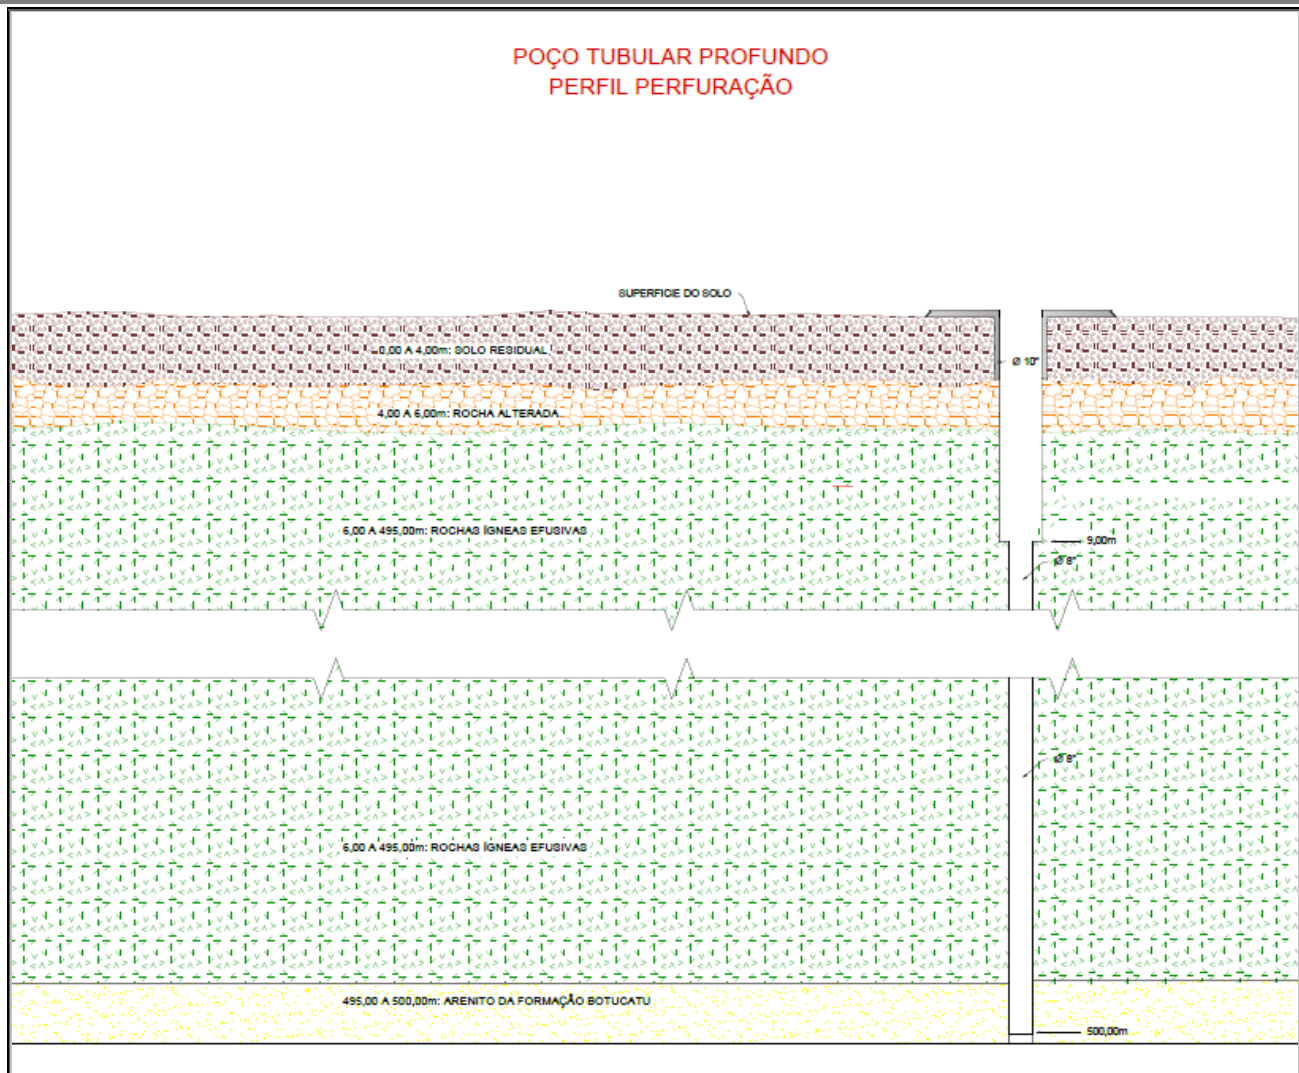 POÇO TUBULAR PROFUNDO
PERFIL PERFURAÇÃO
SUPERFICIE DO SOLO
0,00 A 4,00m: SOLO RESIDUAL
Ø 10"
4,00 A 6,00m: ROCHA ALTERADA
6,00 A 495,00m: ROCHAS ÍGNEAS EFUSIVAS
9,00m
Ø 8"
Ø 8"
6,00 A 495,00m: ROCHAS ÍGNEAS EFUSIVAS
495,00 A 500,00m: ARENITO DA FORMAÇÃO BOTUCATU
500,00m